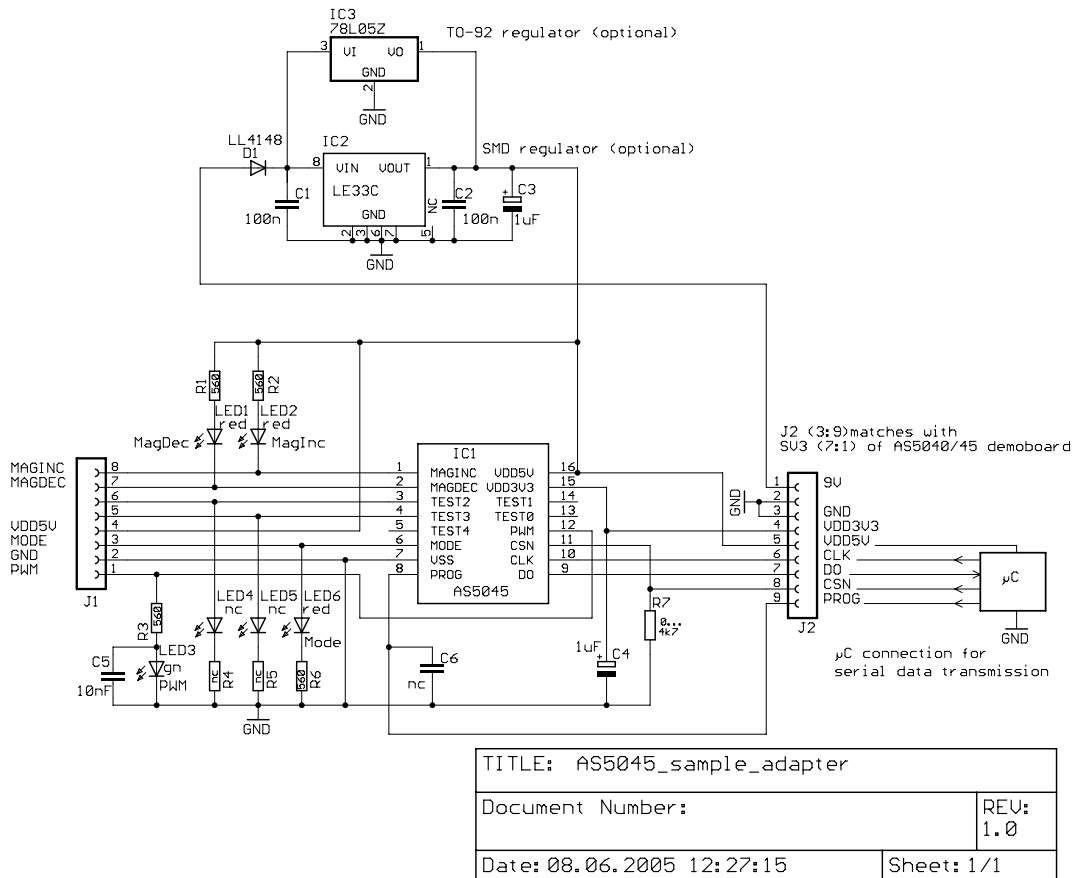 IC3
78L05Z
TO-92 regulator (optional)
3 VI VO 1
GND
2
GND
LL4148
D1
IC2
SMD regulator (optional)
8 VIN VOUT 1
LE33C
C1
100n
GND
NC
2 3 6 7 5
C2
100n
+ C3
1uF
GND
R1
560
R2
560
LED1
red
LED2
red
MagDec
MagInc
J2 (3:9)matches with
SV3 (7:1) of AS5040/45 demoboard
IC1
MAGINC 8
MAGDEC 7
6
5
VDD5V 4
MODE 3
GND 2
PWM 1
J1
1 MAGINC VDD5V 16
2 MAGDEC VDD3V3 15
3 TEST2 TEST1 14
4 TEST3 TEST0 13
5 TEST4 PWM 12
6 MODE CSN 11
7 VSS CLK 10
8 PROG DO 9
AS5045
GND
1 9V
2
3 GND
4 VDD3V3
5 VDD5V
6 CLK
7 DO
8 CSN
9 PROG
J2
µC
GND
µC connection for
serial data transmission
R3
560
LED4
nc
LED5
nc
LED6
red
Mode
R7
0...
4k7
C5
10nF
LED3
gn
PWM
nc
R4
nc
R5
560
R6
C6
nc
1uF
+
C4
GND
TITLE: AS5045_sample_adapter
Document Number:
REV:
1.0
Date: 08.06.2005 12:27:15
Sheet: 1/1